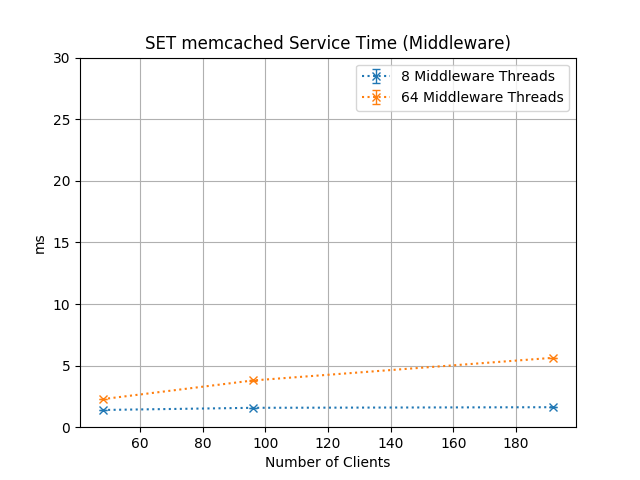 SET memcached Service Time (Middleware)
8 Middleware Threads
64 Middleware Threads
30
25
20
15
10
5
0
ms
60 80 100 120 140 160 180
Number of Clients